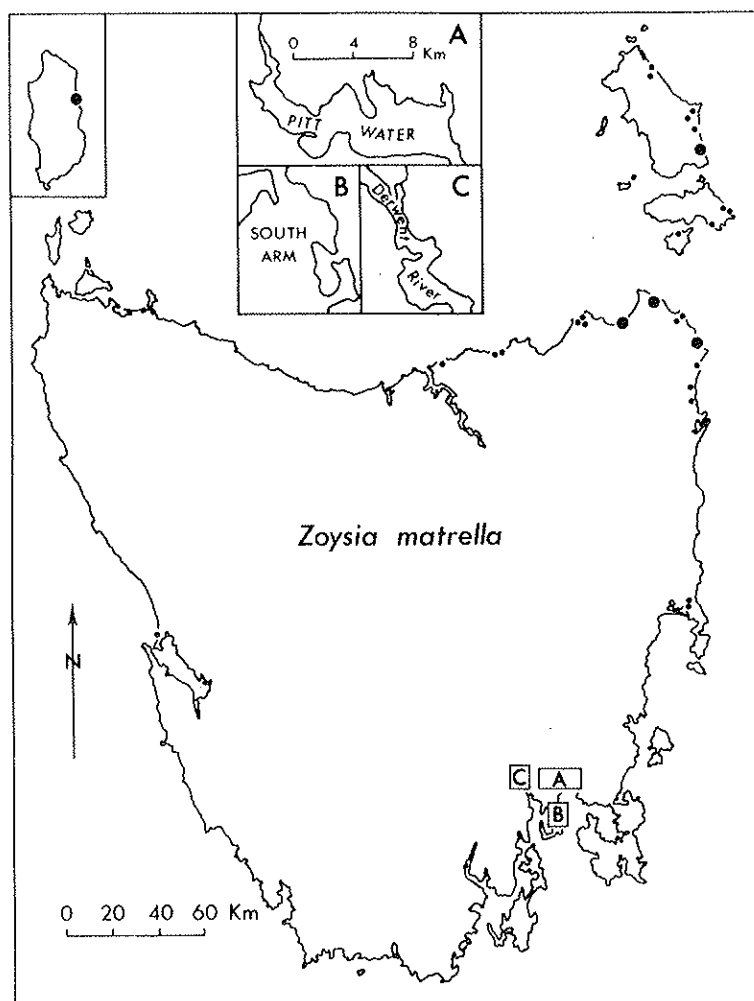 A
0 4 8
Km
PITT WATER
B
SOUTH
ARM
C
Derwent
River
Zoysia matrella
N
C
A
B
0 20 40 60 Km